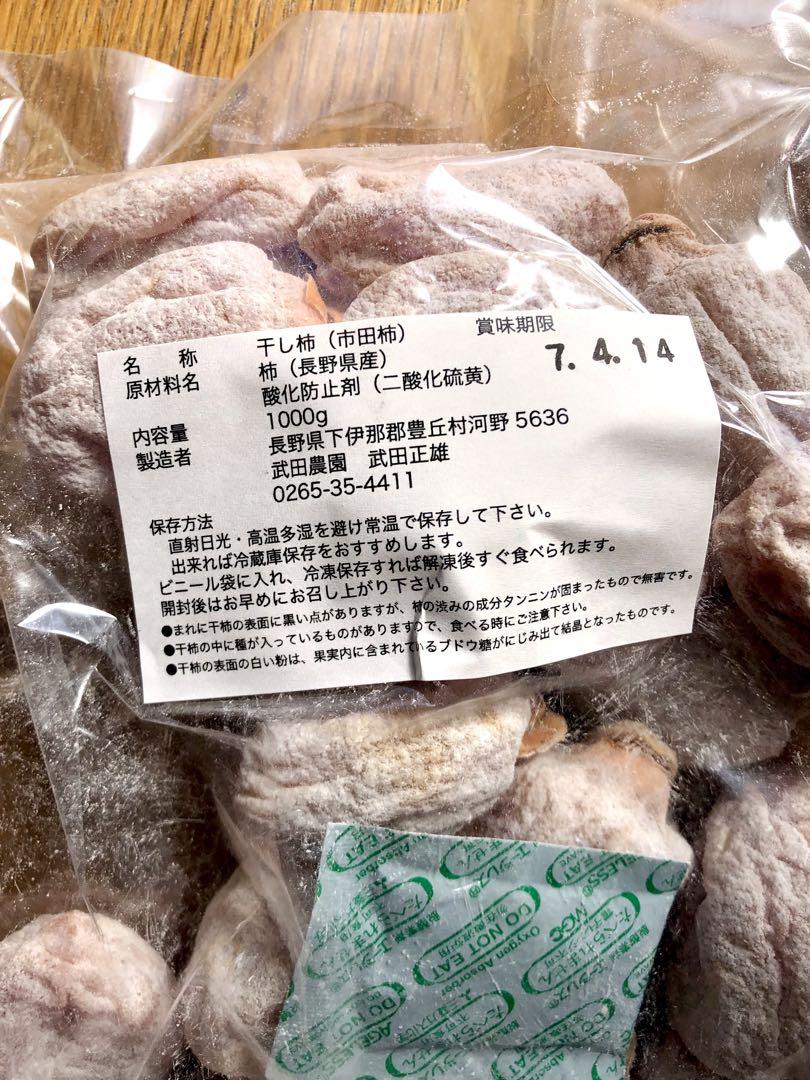 名 称 干し柿（市田柿） 賞味期限
原材料名 柿（長野県産） 7. 4. 14
酸化防止剤（二酸化硫黄）
内容量 1000g
製造者 長野県下伊那郡豊丘村河野 5636
武田農園 武田正雄
0265-35-4411
保存方法
直射日光・高温多湿を避け常温で保存して下さい。
出来れば冷蔵庫保存をおすすめします。
ビニール袋に入れ、冷凍保存すれば解凍後すぐ食べられます。
開封後はお早めにお召し上がり下さい。
●まれに干柿の表面に黒い点がありますが、柿の渋みの成分タンニンが固まったもので無害です。
●干柿の中に種が入っているものがありますので、食べる時にご注意下さい。
●干柿の表面の白い粉は、果実内に含まれているブドウ糖がにじみ出て結晶となったものです。
DO NOT EAT
Oxygen Absorber
MGC